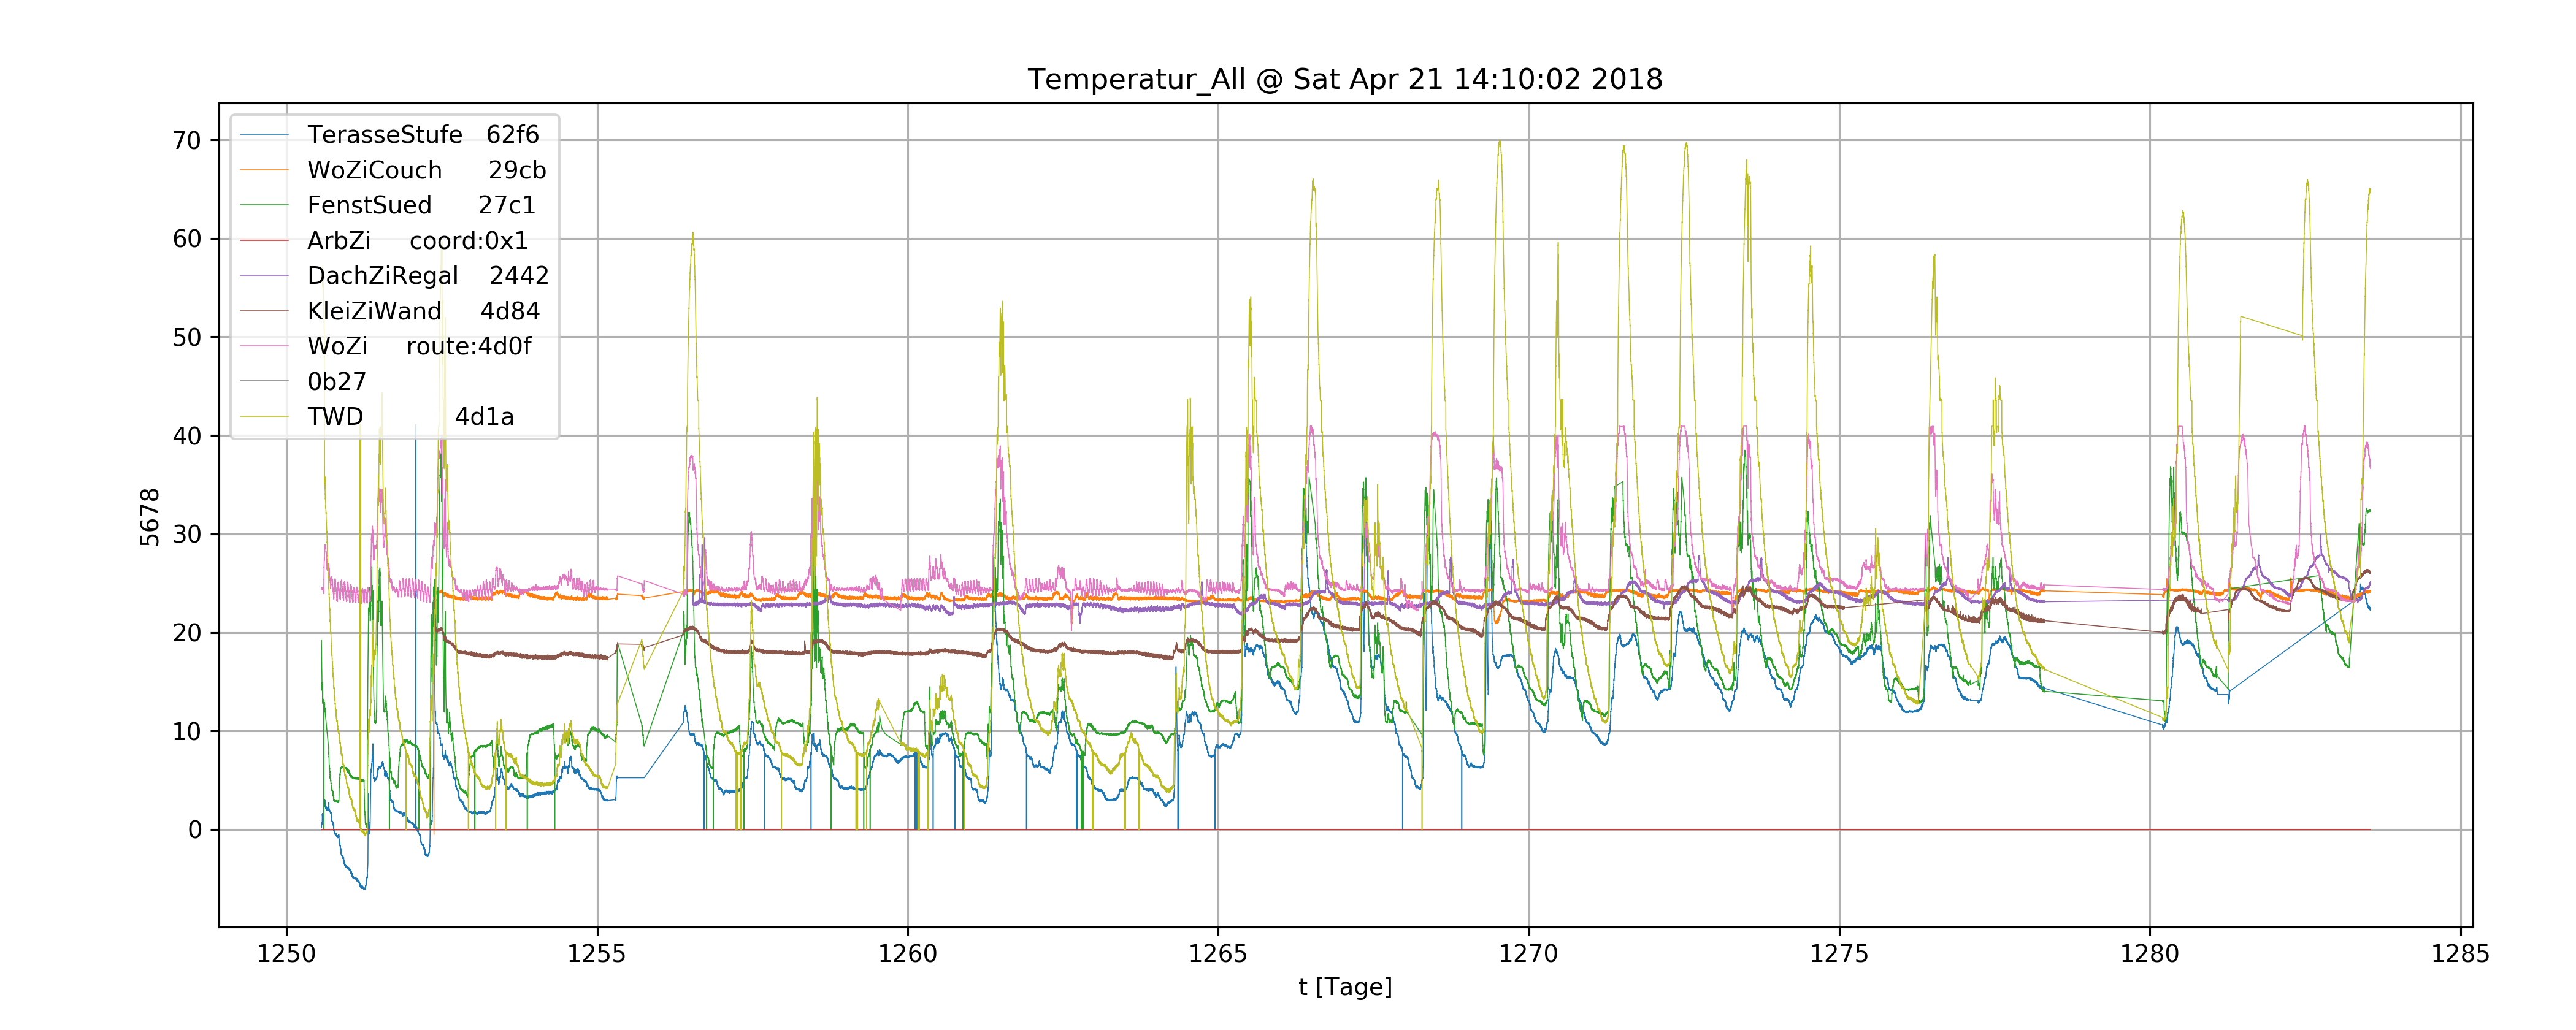 Temperatur_All @ Sat Apr 21 14:10:02 2018
70
60
50
40
30
20
10
0
5678
TerasseStufe 62f6
WoZiCouch 29cb
FenstSued 27c1
ArbZi coord:0x1
DachZiRegal 2442
KleiZiWand 4d84
WoZi route:4d0f
0b27
TWD 4d1a
1250 1255 1260 1265 1270 1275 1280 1285
t [Tage]